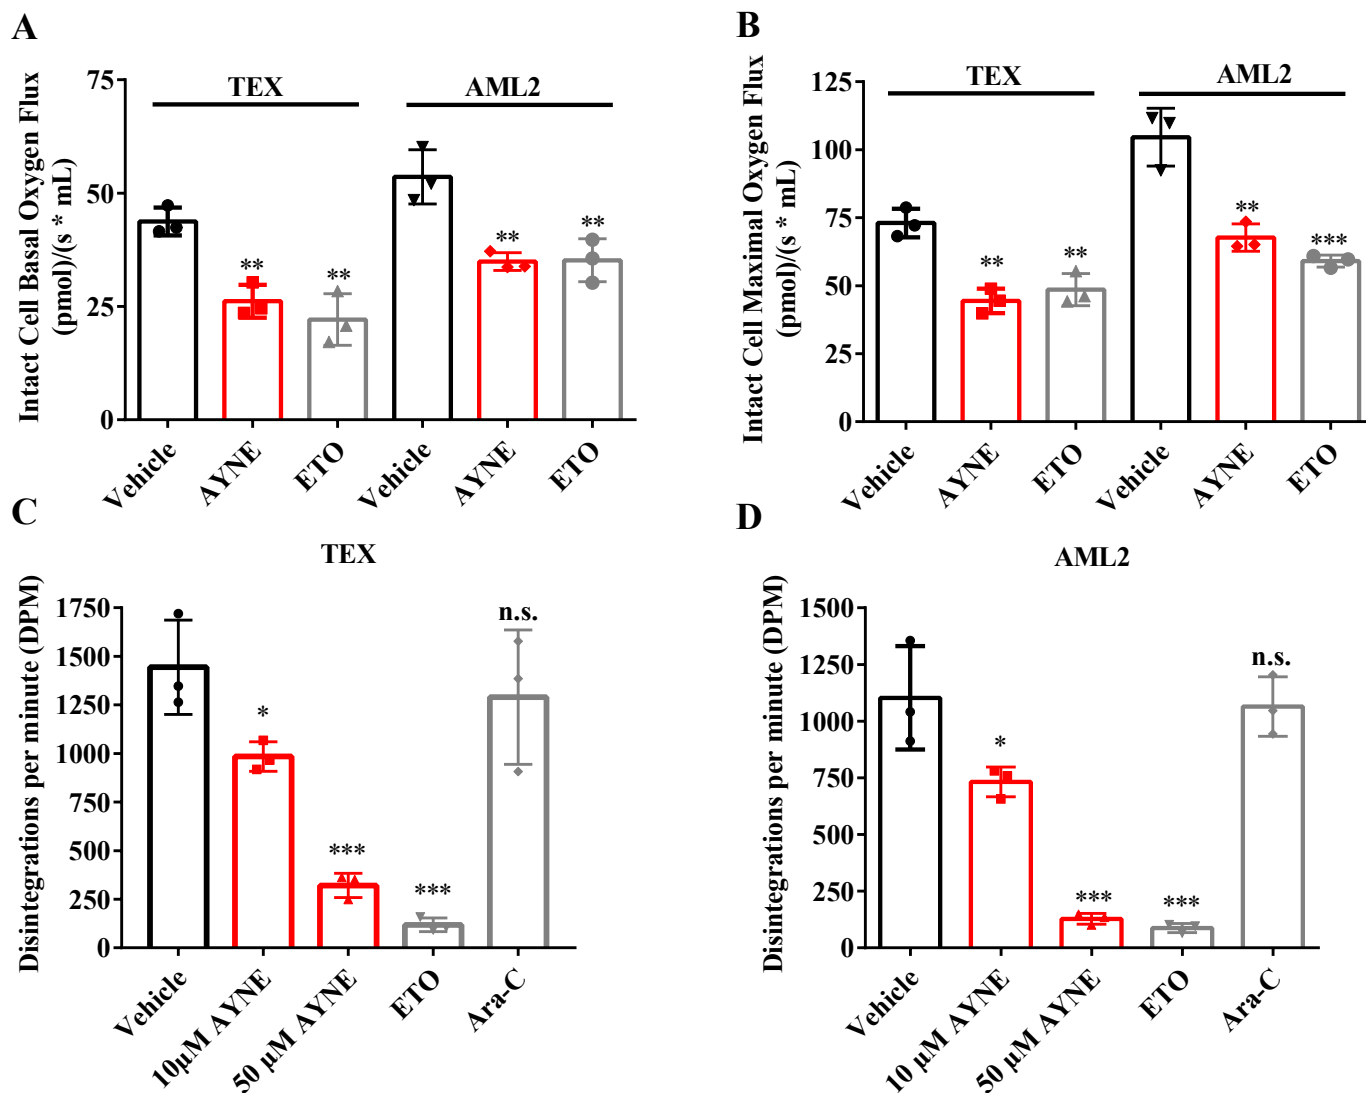 A
Intact Cell Basal Oxygen Flux
(pmol)/(s * mL)
75
50
25
0
TEX
AML2
**
**
**
**
Vehicle
AYNE
ETO
Vehicle
AYNE
ETO
B
Intact Cell Maximal Oxygen Flux
(pmol)/(s * mL)
125
100
75
50
25
0
TEX
AML2
**
**
**
***
Vehicle
AYNE
ETO
Vehicle
AYNE
ETO
C
TEX
Disintegrations per minute (DPM)
1750
1500
1250
1000
750
500
250
0
*
***
***
n.s.
Vehicle
10µM AYNE
50 µM AYNE
ETO
Ara-C
D
AML2
Disintegrations per minute (DPM)
1500
1250
1000
750
500
250
0
*
***
***
n.s.
Vehicle
10 µM AYNE
50 µM AYNE
ETO
Ara-C